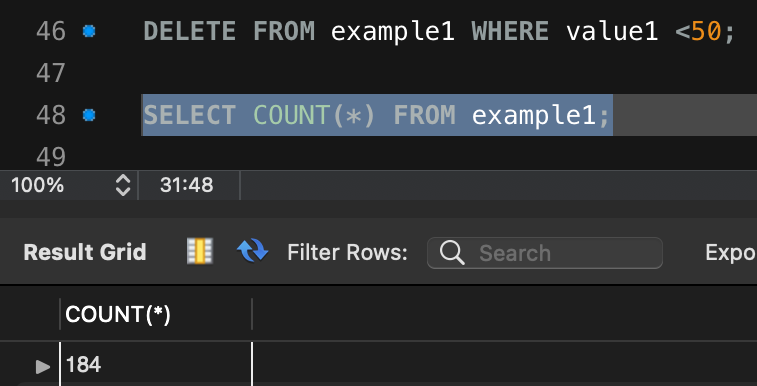 46 DELETE FROM example1 WHERE value1 <50;
47
48 SELECT COUNT(*) FROM example1;
49
100% 31:48
Result Grid Filter Rows: Search Expo
COUNT(*)
184